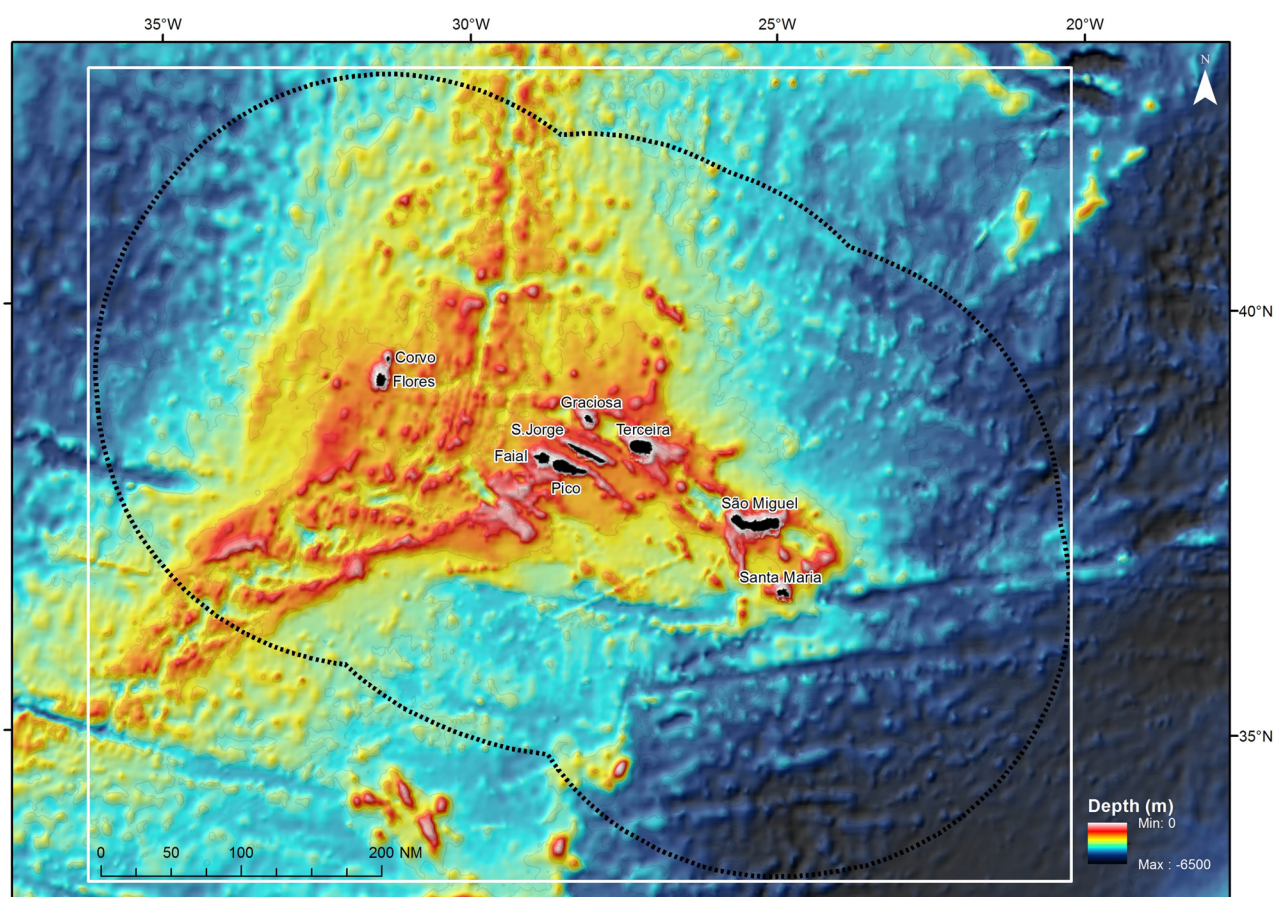 35°W
30°W
25°W
20°W
N
40°N
Corvo
Flores
Graciosa
S.Jorge
Terceira
Faial
Pico
São Miguel
Santa Maria
35°N
Depth (m)
Min: 0
Max : -6500
0 50 100 200 NM